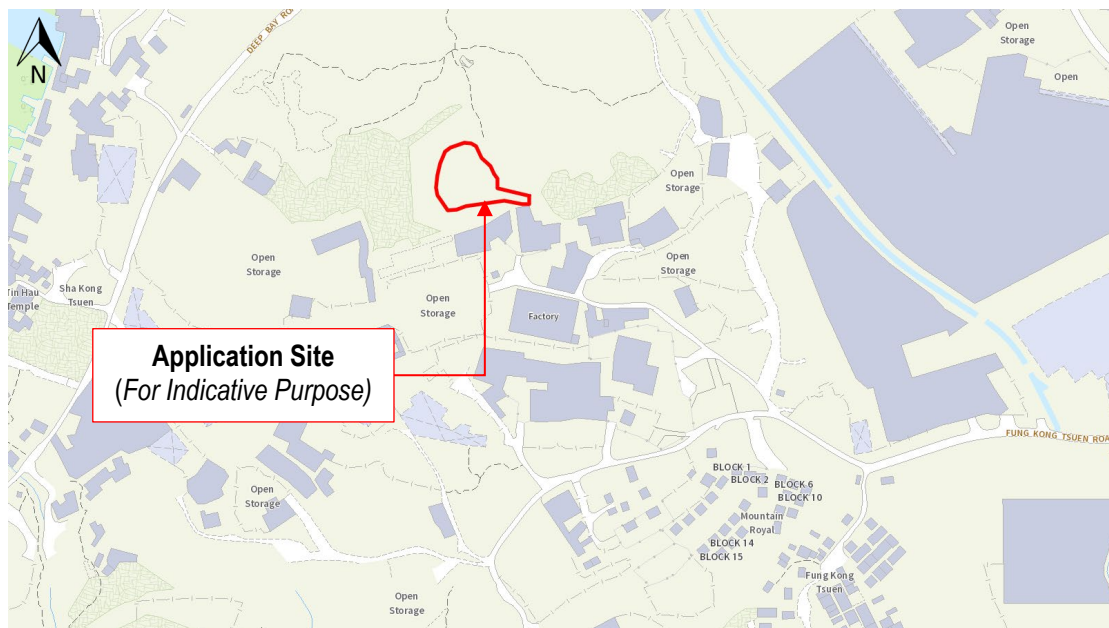 N
DEEP BAY ROAD
Open
Storage
Open
Open
Storage
Open
Storage
Open
Storage
Sha Kong
Tsuen
Tin Hau
Temple
Open
Storage
Factory
Application Site
(For Indicative Purpose)
FUNG KONG TSUEN ROAD
BLOCK 1
BLOCK 2
BLOCK 6
BLOCK 10
Open
Storage
Mountain
Royal
BLOCK 14
BLOCK 15
Fung Kong
Tsuen
Open
Storage